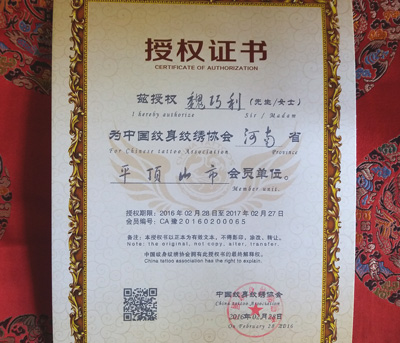 授权证书
CERTIFICATE OF AUTHORIZATION
兹授权 魏巧利 (先生/女士)
I hereby authorize Sir / Madam
为中国纹身纹绣协会 河南 省
For Chinese tattoo Association Province
平顶山市 会员单位。
Member unit.
授权期限：2016年02月28日至2017年02月27日
会员编号：CA豫20160200065
备注：本授权书以正本为有效文本，不得影印，涂改，转让。
Note: the original, not copy, alter, transfer.
中国纹身纹绣协会拥有此授权书的最终解释权。
China tattoo association has the right to explain.
中国纹身纹绣协会
China tattoo Association
2016年02月28日
On February 28